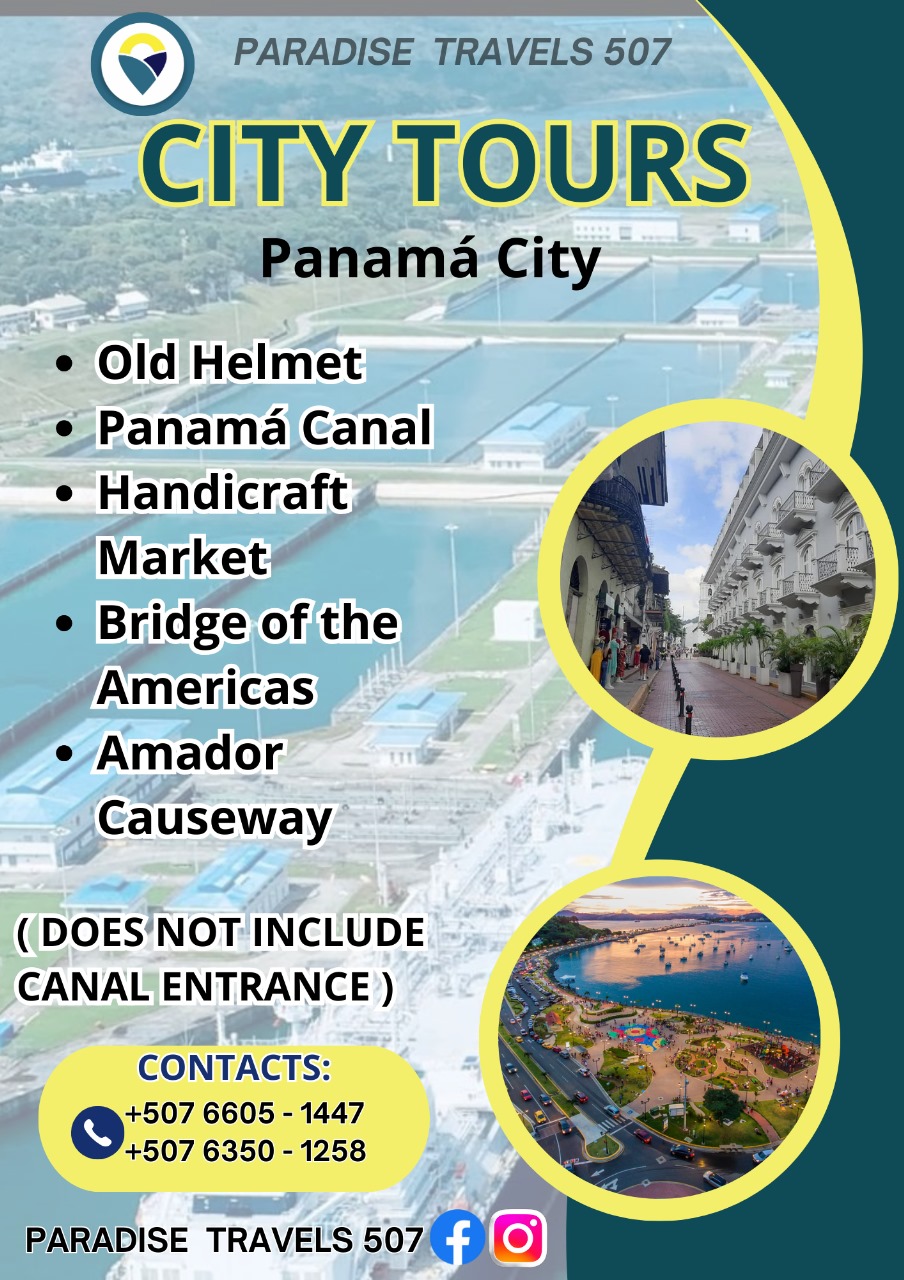 PARADISE TRAVELS 507
CITY TOURS
Panamá City
• Old Helmet
• Panamá Canal
• Handicraft
Market
• Bridge of the
Americas
• Amador
Causeway
( DOES NOT INCLUDE
CANAL ENTRANCE )
CONTACTS:
+507 6605 - 1447
+507 6350 - 1258
PARADISE TRAVELS 507